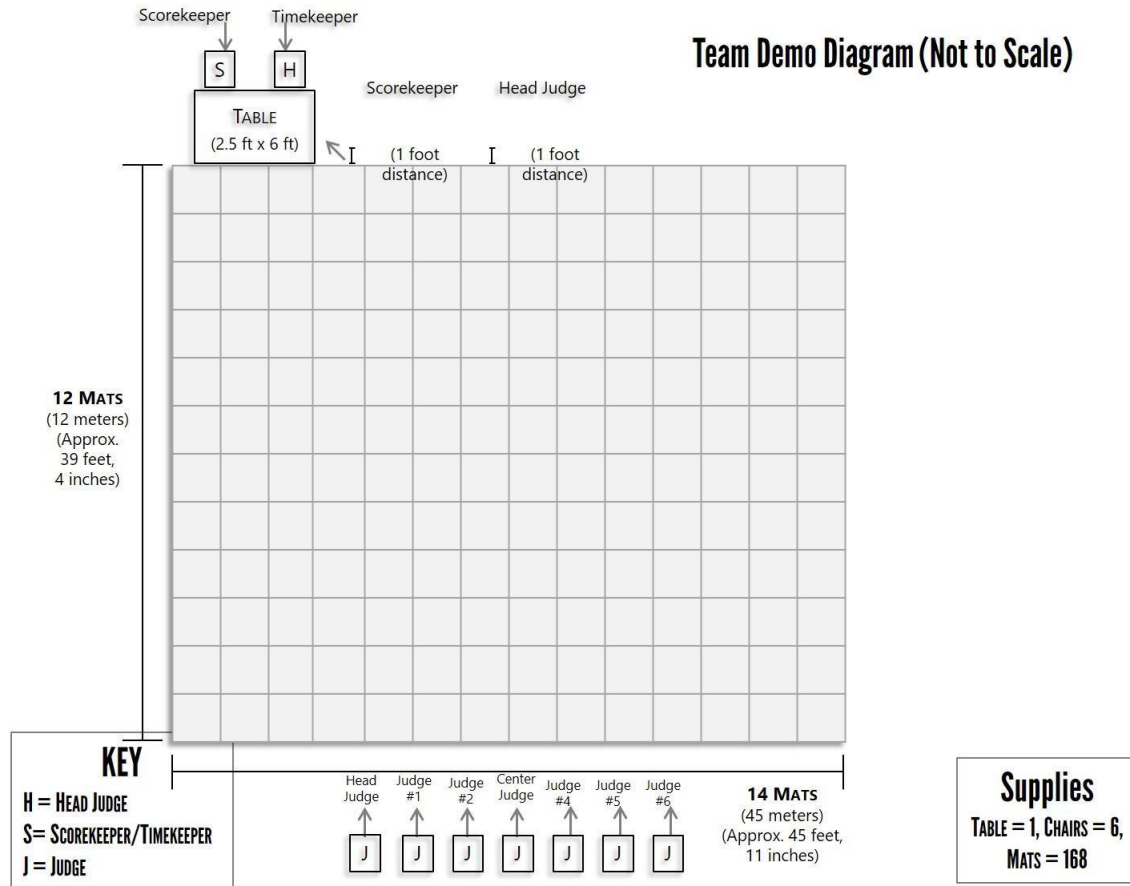 Scorekeeper Timekeeper
Team Demo Diagram (Not to Scale)
S H
TABLE
(2.5 ft x 6 ft)
Scorekeeper Head Judge
(1 foot
distance)
(1 foot
distance)
12 MATS
(12 meters)
(Approx.
39 feet,
4 inches)
KEY
H = HEAD JUDGE
S= SCOREKEEPER/TIMEKEEPER
J = JUDGE
Head
Judge
Judge
#1
Judge
#2
Center
Judge
Judge
#4
Judge
#5
Judge
#6
J J J J J J J
14 MATS
(45 meters)
(Approx. 45 feet,
11 inches)
Supplies
TABLE = 1, CHAIRS = 6,
MATS = 168